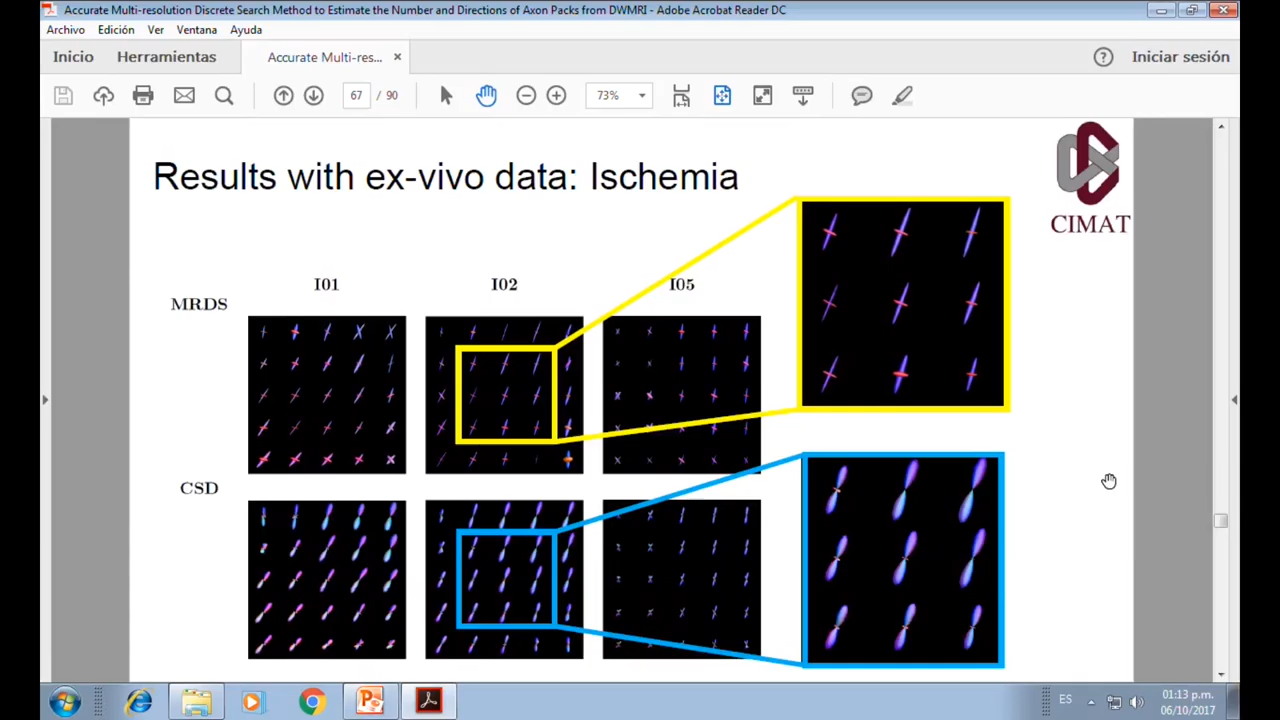 Accurate Multi-resolution Discrete Search Method to Estimate the Number and Directions of Axon Packs from DWMRI - Adobe Acrobat Reader DC
Archivo Edición Ver Ventana Ayuda
Inicio Herramientas Accurate Multi-res... × ? Iniciar sesión
67 / 90 73%
Results with ex-vivo data: Ischemia
CIMAT
I01 I02 I05
MRDS
CSD
ES 01:13 p.m.
06/10/2017